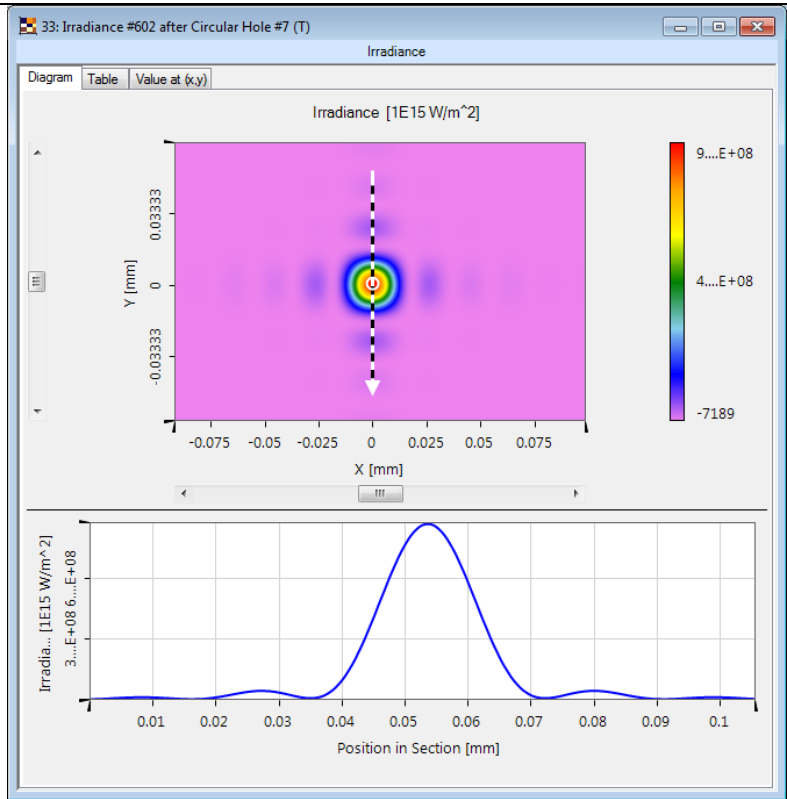 33: Irradiance #602 after Circular Hole #7 (T)
Irradiance
Diagram Table Value at (x,y)
Irradiance [1E15 W/m^2]
9....E+08
4....E+08
-7189
Y [mm]
0.03333
0
-0.03333
-0.075 -0.05 -0.025 0 0.025 0.05 0.075
X [mm]
Irradia... [1E15 W/m^2]
3....E+08 6....E+08
0.01 0.02 0.03 0.04 0.05 0.06 0.07 0.08 0.09 0.1
Position in Section [mm]